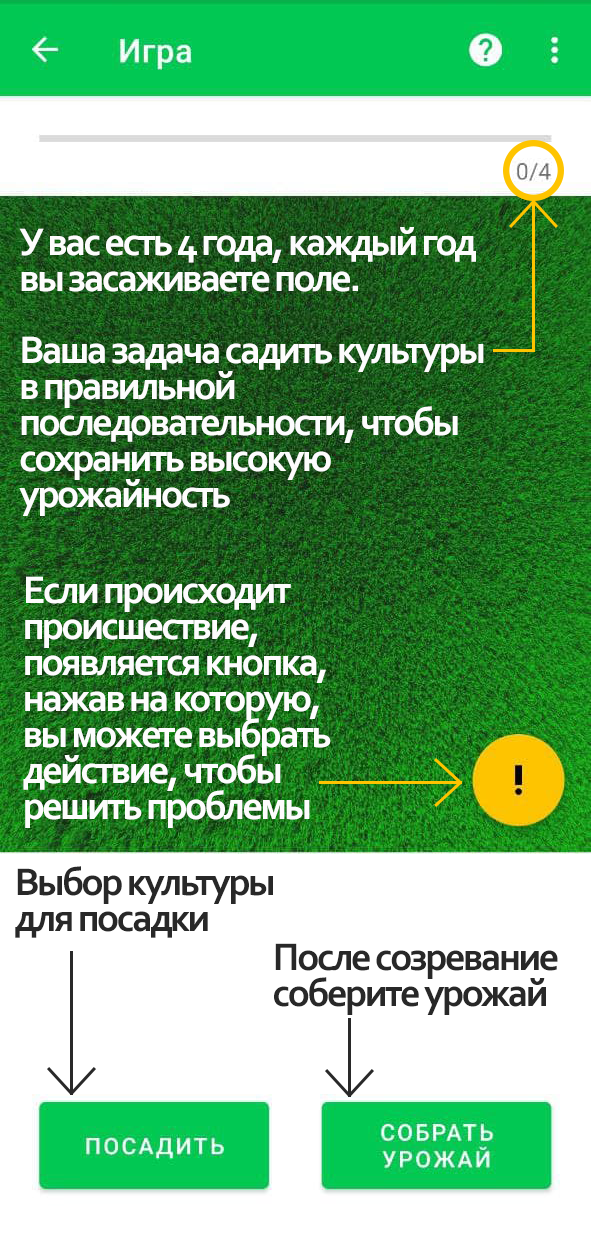 Игра
0/4
У вас есть 4 года, каждый год
вы засаживаете поле.
Ваша задача садить культуры
в правильной
последовательности, чтобы
сохранить высокую
урожайность
Если происходит
происшествие,
появляется кнопка,
нажав на которую,
вы можете выбрать
действие, чтобы
решить проблемы
!
Выбор культуры
для посадки
После созревание
соберите урожай
ПОСАДИТЬ
СОБРАТЬ
УРОЖАЙ